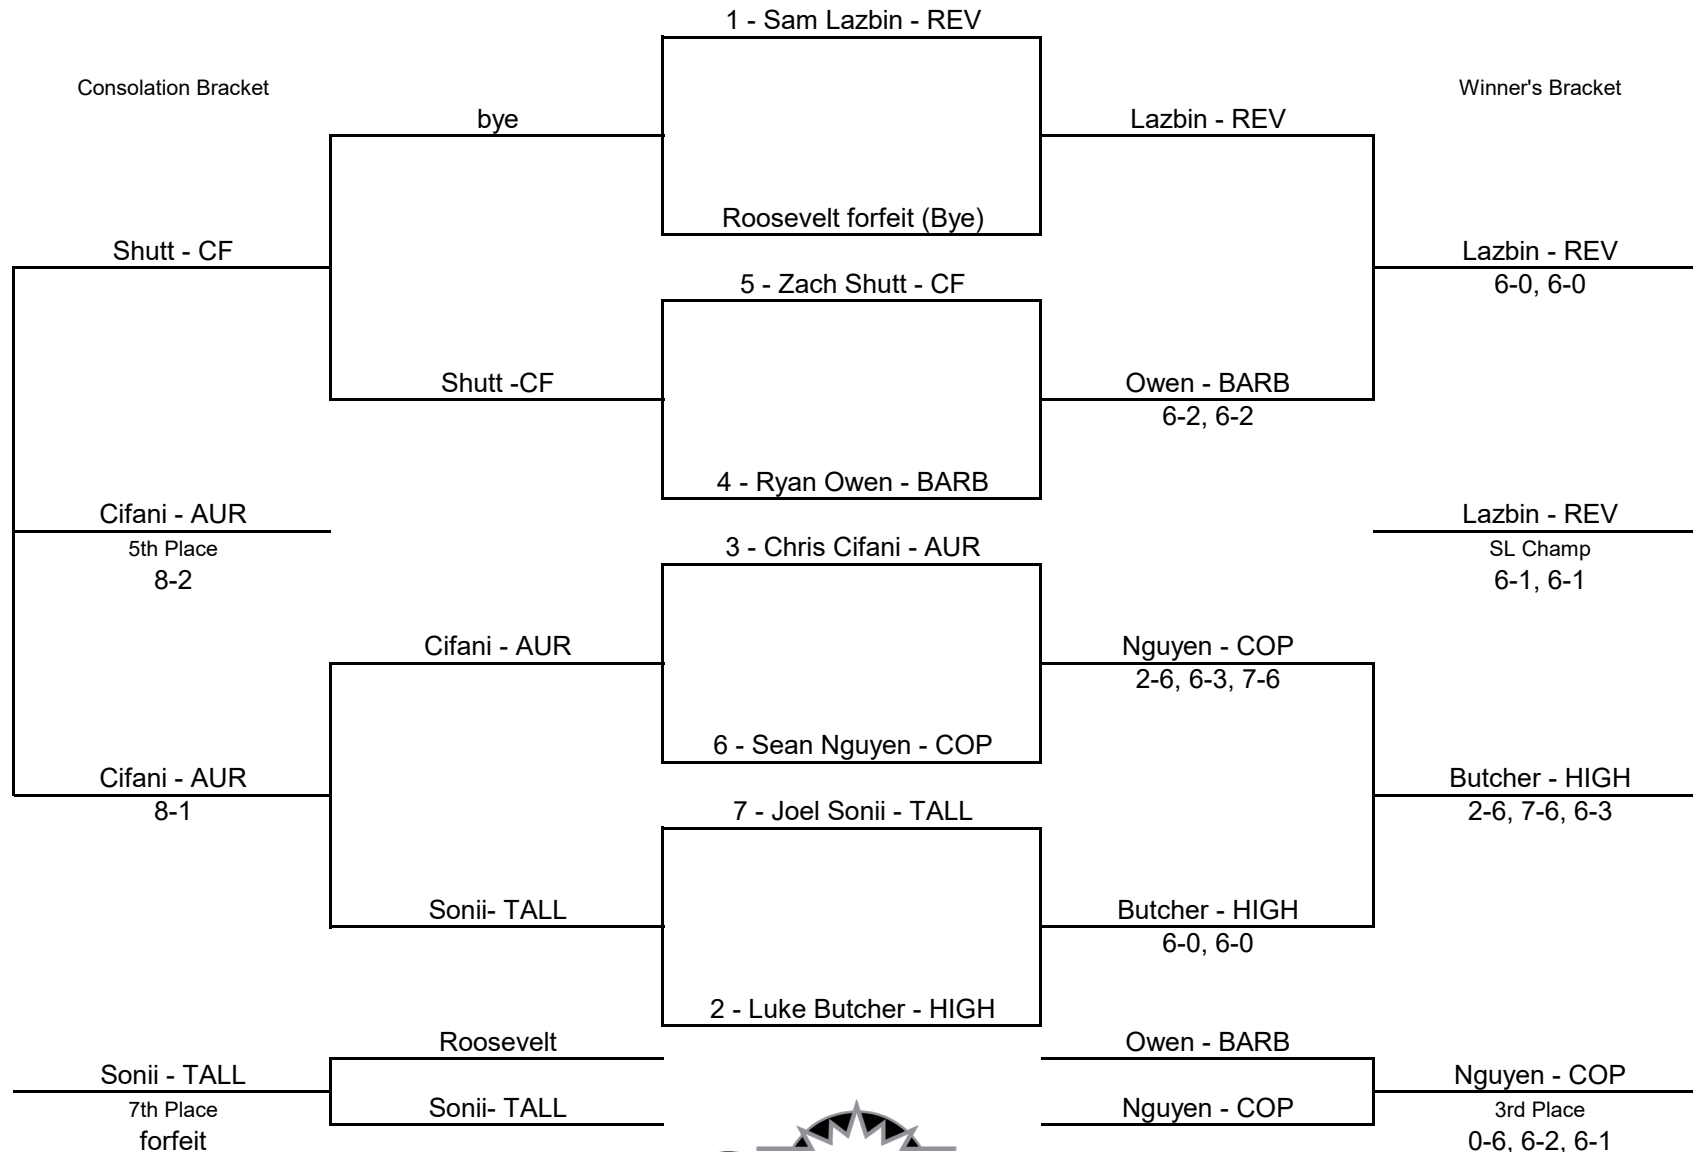 1 - Sam Lazbin - REV
Consolation Bracket
Winner's Bracket
bye
Lazbin - REV
Roosevelt forfeit (Bye)
Shutt - CF
Lazbin - REV
6-0, 6-0
5 - Zach Shutt - CF
Shutt -CF
Owen - BARB
6-2, 6-2
4 - Ryan Owen - BARB
Cifani - AUR
5th Place
8-2
Lazbin - REV
SL Champ
6-1, 6-1
3 - Chris Cifani - AUR
Cifani - AUR
Nguyen - COP
2-6, 6-3, 7-6
6 - Sean Nguyen - COP
Cifani - AUR
8-1
Butcher - HIGH
2-6, 7-6, 6-3
7 - Joel Sonii - TALL
Sonii- TALL
Butcher - HIGH
6-0, 6-0
2 - Luke Butcher - HIGH
Roosevelt
Owen - BARB
Sonii - TALL
7th Place
forfeit
Sonii- TALL
Nguyen - COP
Nguyen - COP
3rd Place
0-6, 6-2, 6-1